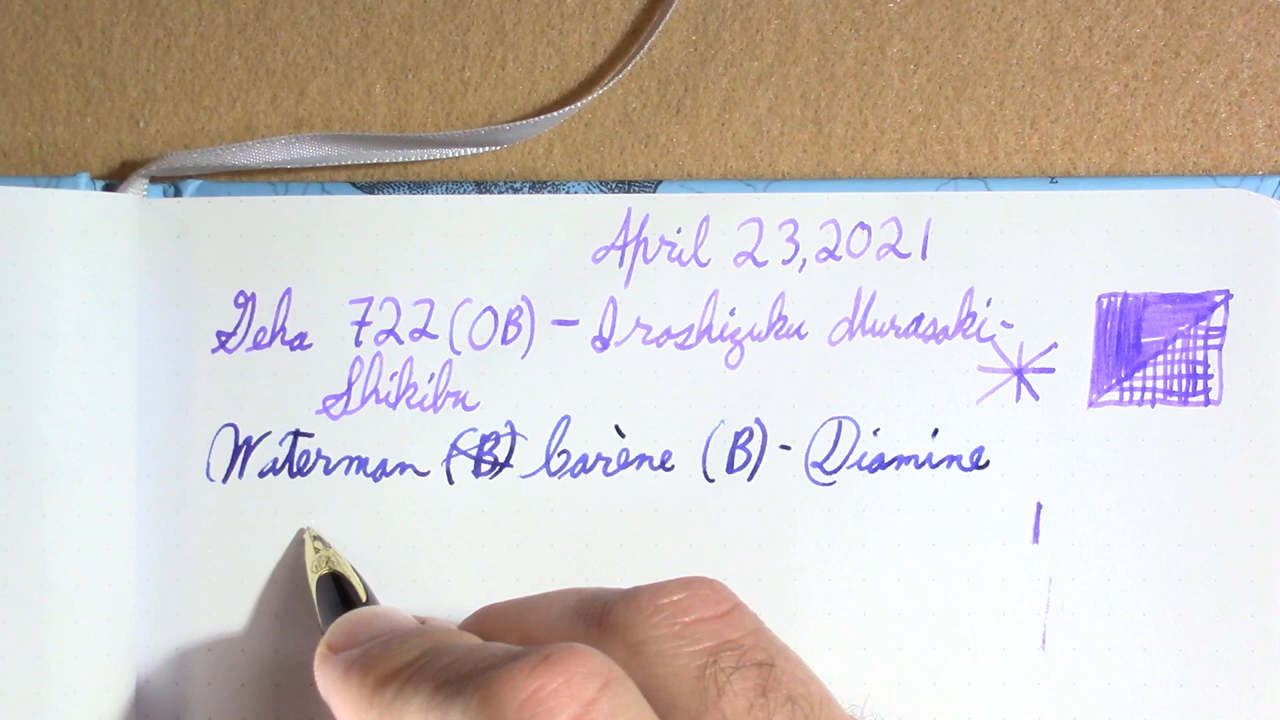 April 23, 2021
Geha 722 (OB) - Iroshizuku Murasaki-
Shikibu
Waterman (B) Carène (B) - Diamine